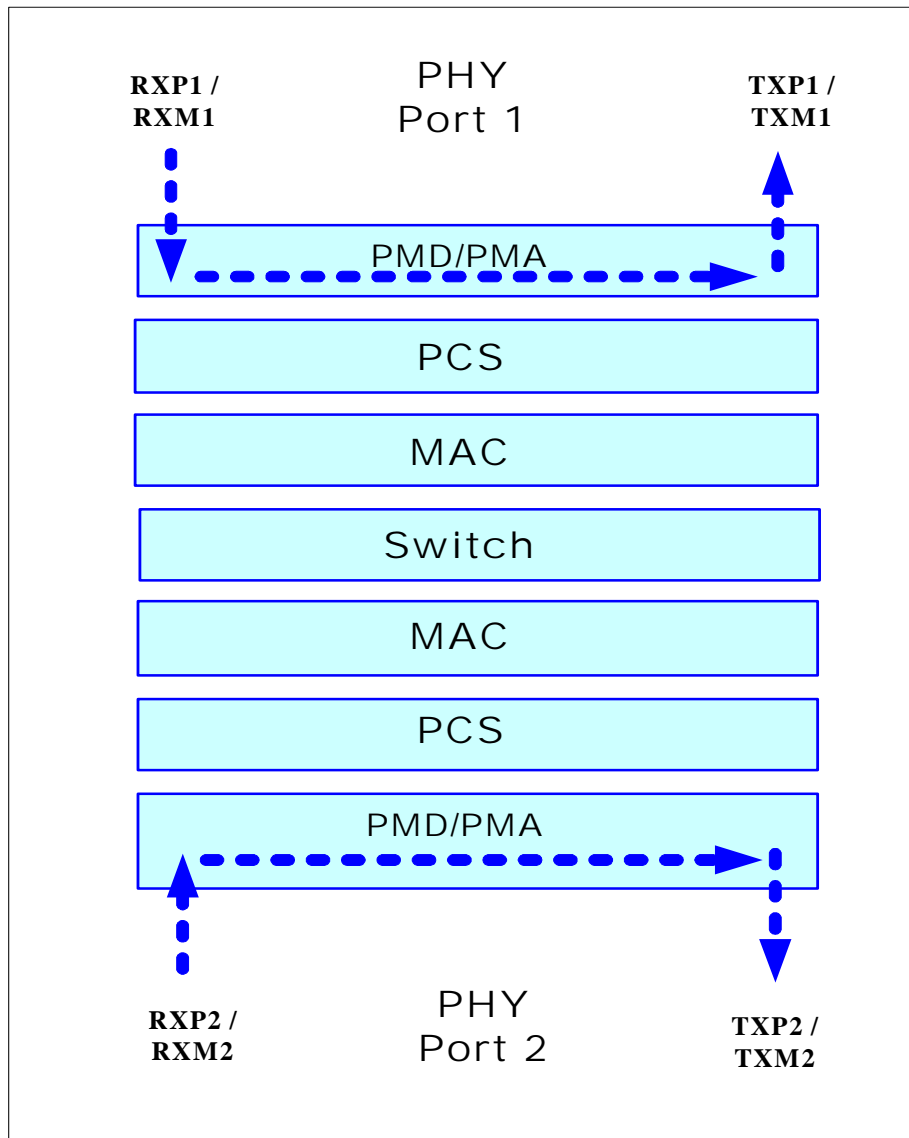 RXP1 /
RXM1
PHY
Port 1
TXP1 /
TXM1
PMD/PMA
PCS
MAC
Switch
MAC
PCS
PMD/PMA
RXP2 /
RXM2
PHY
Port 2
TXP2 /
TXM2